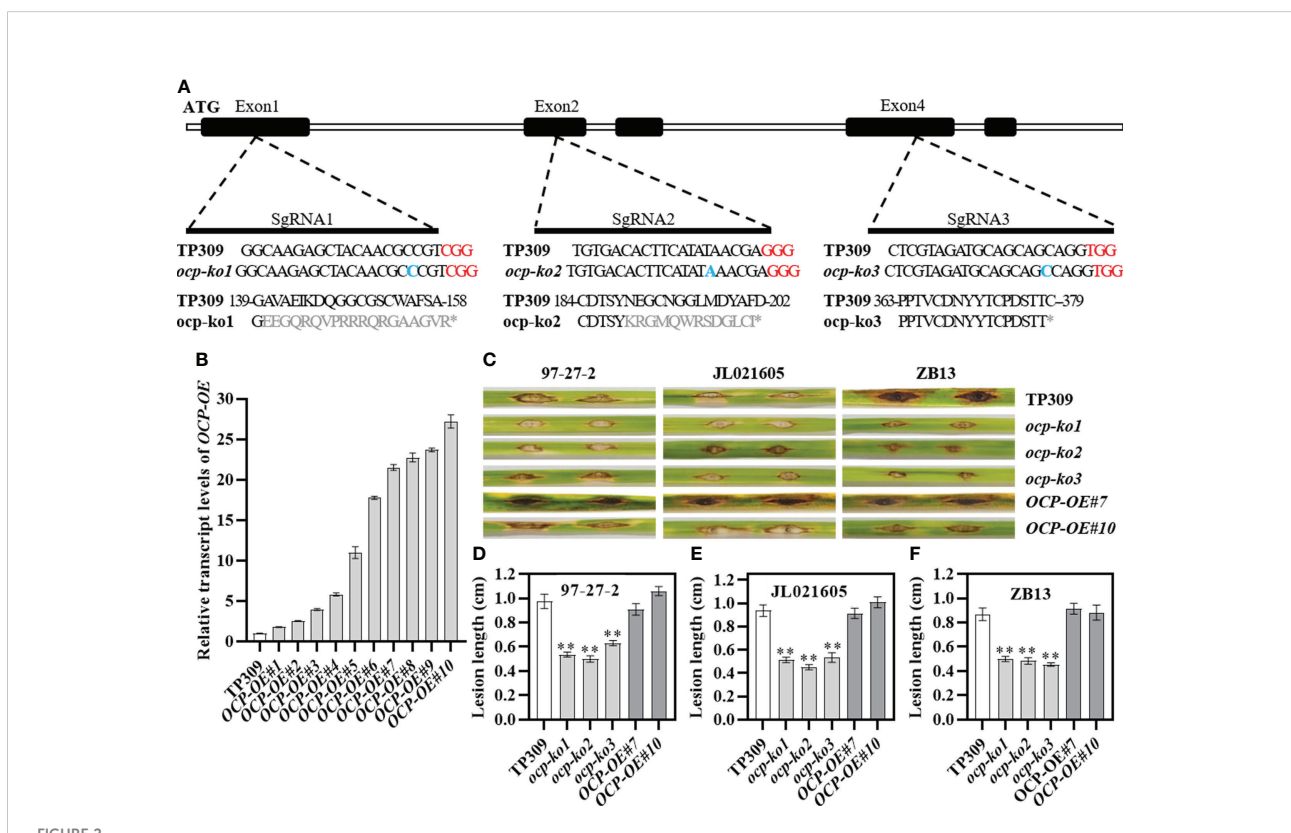 A
ATG Exon1 Exon2 Exon4
SgRNA1 SgRNA2 SgRNA3
TP309 GGCAAGAGCTACAACGCCGTCGG
ocp-ko1 GGCAAGAGCTACAACGCCCGTCGG
TP309 139-GAVAEIKDQGGCGSCWAFSA-158
ocp-ko1 GEEGQRQVPRRRQRGAAGVR*
TP309 TGTGACACTTCATATAACGAGGG
ocp-ko2 TGTGACACTTCATATAAACGAGGG
TP309 184-CDTSYNEGCNGGLMDYAFD-202
ocp-ko2 CDTSYKRGMQWRSDGLCI*
TP309 CTCGTAGATGCAGCAGCAGGTGG
ocp-ko3 CTCGTAGATGCAGCAGCCAGGTGG
TP309 363-PPTVCDNYYTCPDSTTC-379
ocp-ko3 PPTVCDNYYTCPDSTT*
B
Relative transcript levels of OCP-OE
30
25
20
15
10
5
0
TP309
OCP-OE#1
OCP-OE#2
OCP-OE#3
OCP-OE#4
OCP-OE#5
OCP-OE#6
OCP-OE#7
OCP-OE#8
OCP-OE#9
OCP-OE#10
C
97-27-2 JL021605 ZB13
TP309
ocp-ko1
ocp-ko2
ocp-ko3
OCP-OE#7
OCP-OE#10
D
Lesion length (cm)
97-27-2
1.2
1.0
0.8
0.6
0.4
0.2
0.0
** ** **
TP309
ocp-ko1
ocp-ko2
ocp-ko3
OCP-OE#7
OCP-OE#10
E
Lesion length (cm)
JL021605
1.2
1.0
0.8
0.6
0.4
0.2
0.0
** ** **
TP309
ocp-ko1
ocp-ko2
ocp-ko3
OCP-OE#7
OCP-OE#10
F
Lesion length (cm)
ZB13
1.2
1.0
0.8
0.6
0.4
0.2
0.0
** ** **
TP309
ocp-ko1
ocp-ko2
ocp-ko3
OCP-OE#7
OCP-OE#10
FIGURE 2